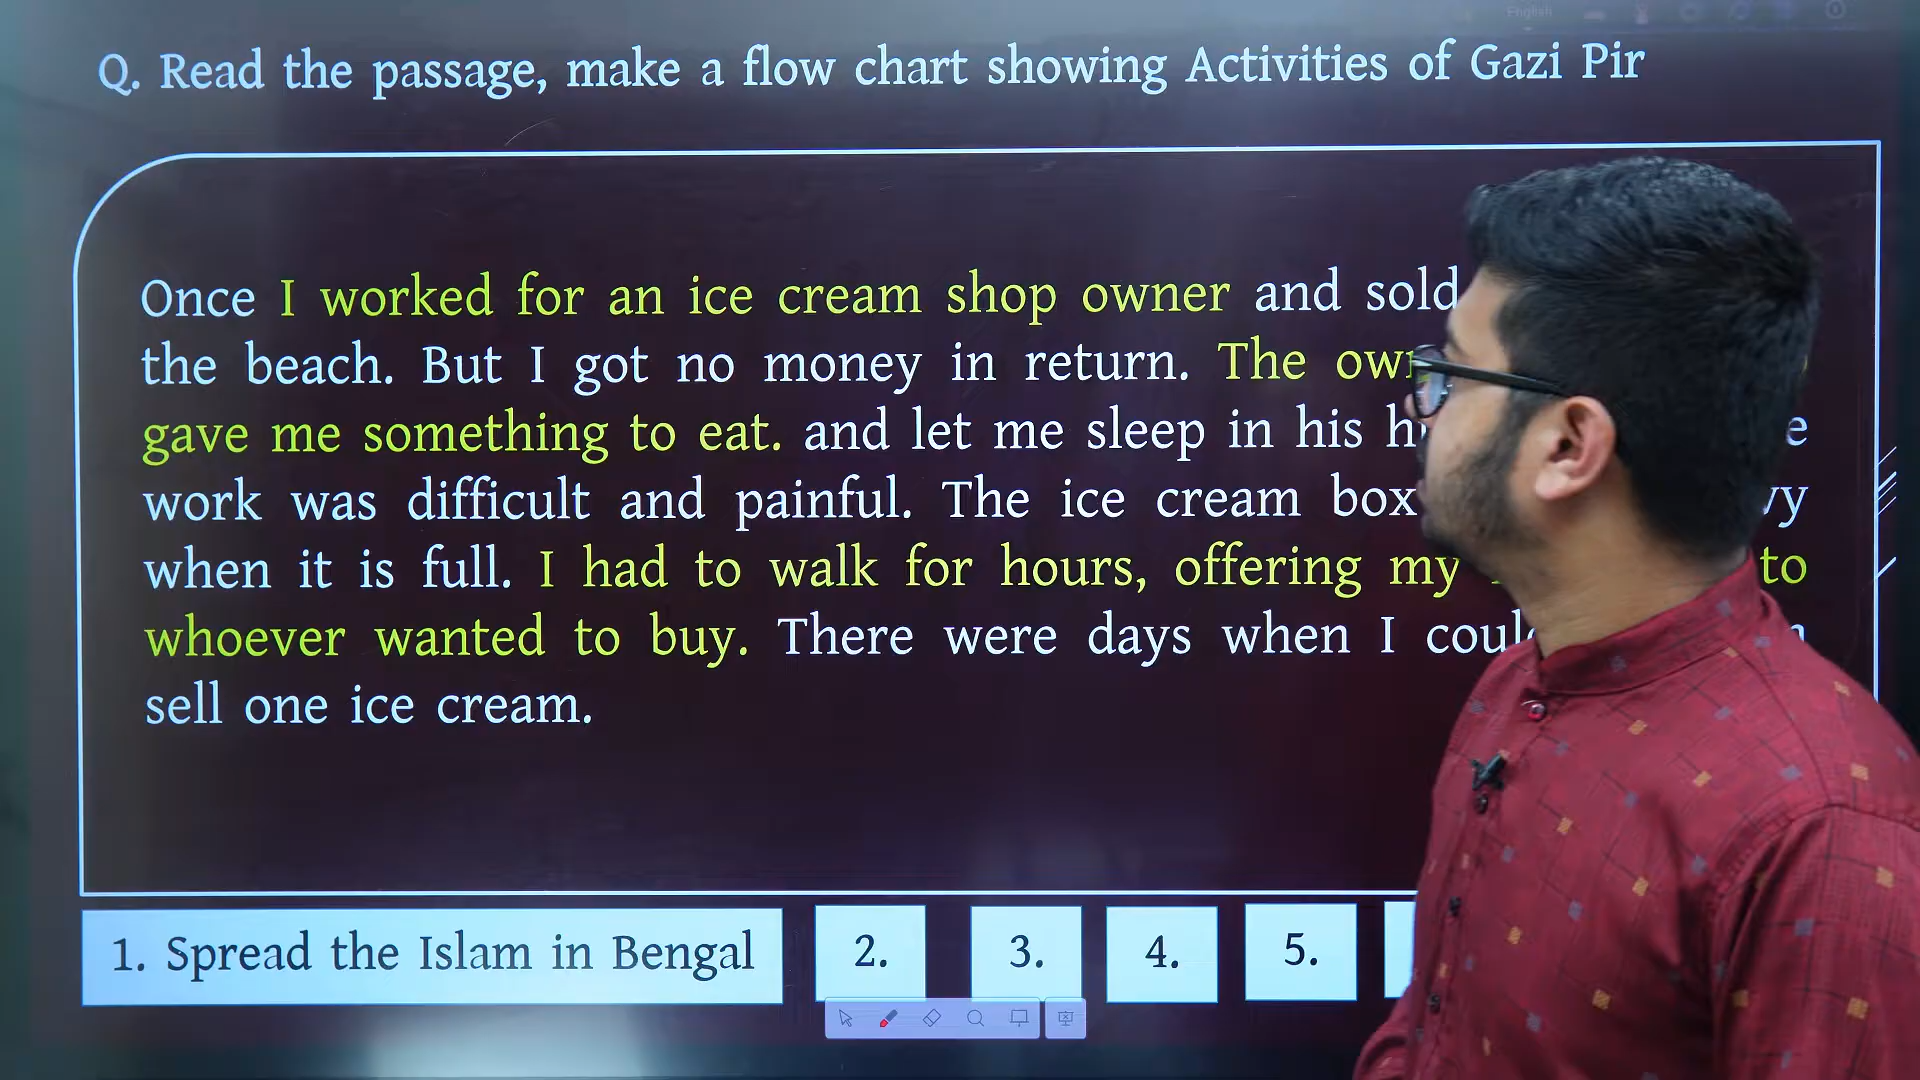 English
Q. Read the passage, make a flow chart showing Activities of Gazi Pir
Once I worked for an ice cream shop owner and sold
the beach. But I got no money in return. The
gave me something to eat. and let me sleep in his
work was difficult and painful. The ice cream box
when it is full. I had to walk for hours, offering my to
whoever wanted to buy. There were days when I
sell one ice cream.
1. Spread the Islam in Bengal 2. 3. 4. 5.